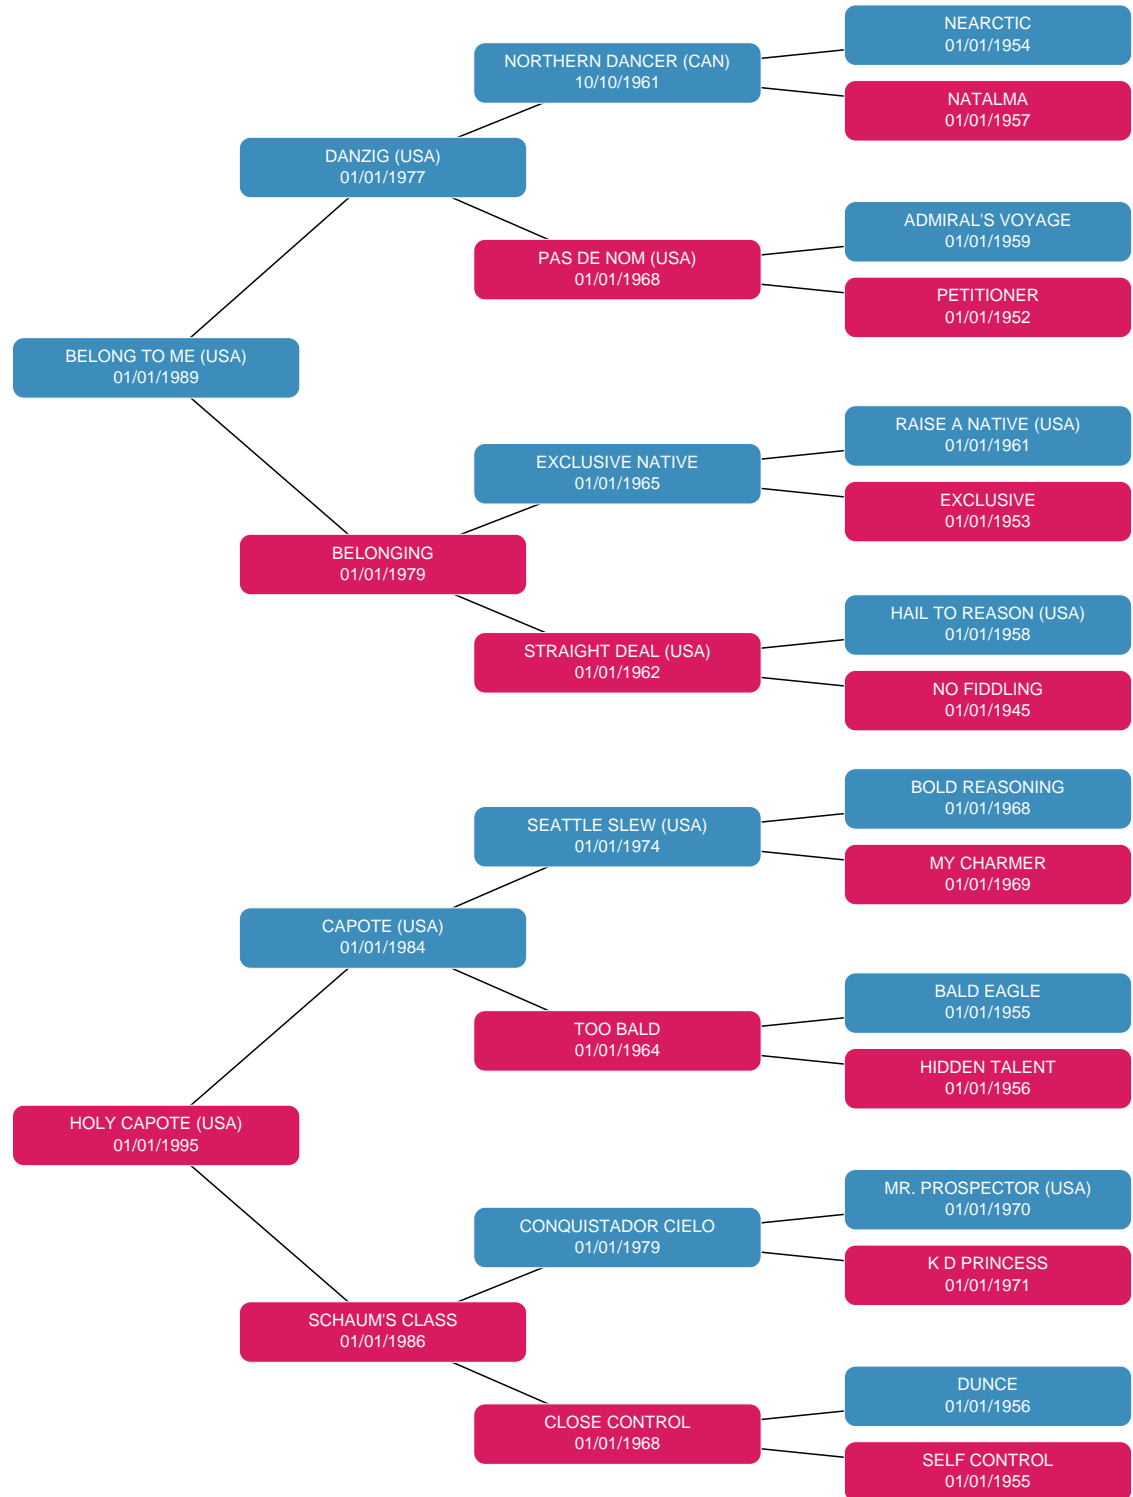 NEARCTIC
01/01/1954
NORTHERN DANCER (CAN)
10/10/1961
NATALMA
01/01/1957
DANZIG (USA)
01/01/1977
ADMIRAL'S VOYAGE
01/01/1959
PAS DE NOM (USA)
01/01/1968
PETITIONER
01/01/1952
BELONG TO ME (USA)
01/01/1989
RAISE A NATIVE (USA)
01/01/1961
EXCLUSIVE NATIVE
01/01/1965
EXCLUSIVE
01/01/1953
BELONGING
01/01/1979
HAIL TO REASON (USA)
01/01/1958
STRAIGHT DEAL (USA)
01/01/1962
NO FIDDLING
01/01/1945
BOLD REASONING
01/01/1968
SEATTLE SLEW (USA)
01/01/1974
MY CHARMER
01/01/1969
CAPOTE (USA)
01/01/1984
BALD EAGLE
01/01/1955
TOO BALD
01/01/1964
HIDDEN TALENT
01/01/1956
HOLY CAPOTE (USA)
01/01/1995
MR. PROSPECTOR (USA)
01/01/1970
CONQUISTADOR CIELO
01/01/1979
K D PRINCESS
01/01/1971
SCHAUM'S CLASS
01/01/1986
DUNCE
01/01/1956
CLOSE CONTROL
01/01/1968
SELF CONTROL
01/01/1955